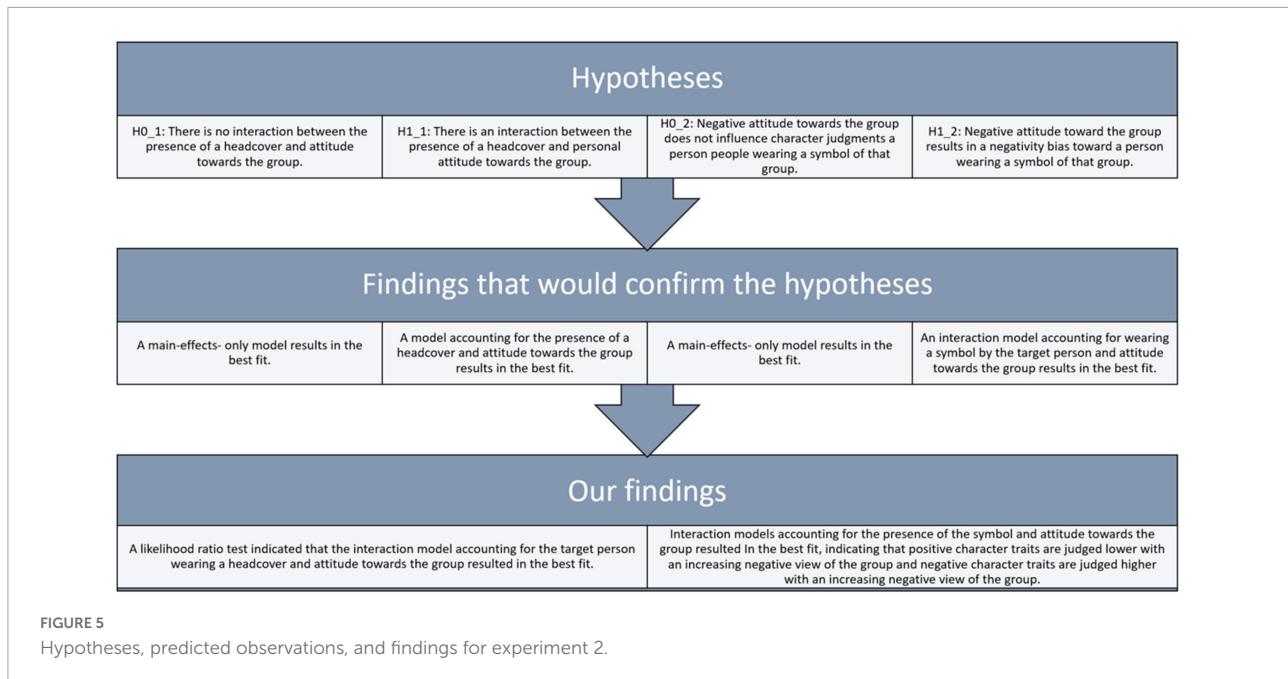 Hypotheses
H0_1: There is no interaction between the
presence of a headcover and attitude
towards the group.
H1_1: There is an interaction between the
presence of a headcover and personal
attitude towards the group.
H0_2: Negative attitude towards the group
does not influence character judgments a
person people wearing a symbol of that
group.
H1_2: Negative attitude toward the group
results in a negativity bias toward a person
wearing a symbol of that group.
Findings that would confirm the hypotheses
A main-effects- only model results in the
best fit.
A model accounting for the presence of a
headcover and attitude towards the group
results in the best fit.
A main-effects- only model results in the
best fit.
An interaction model accounting for wearing
a symbol by the target person and attitude
towards the group results in the best fit.
Our findings
A likelihood ratio test indicated that the interaction model accounting for the target person
wearing a headcover and attitude towards the group resulted in the best fit.
Interaction models accounting for the presence of the symbol and attitude towards the
group resulted In the best fit, indicating that positive character traits are judged lower with
an increasing negative view of the group and negative character traits are judged higher
with an increasing negative view of the group.
FIGURE 5
Hypotheses, predicted observations, and findings for experiment 2.